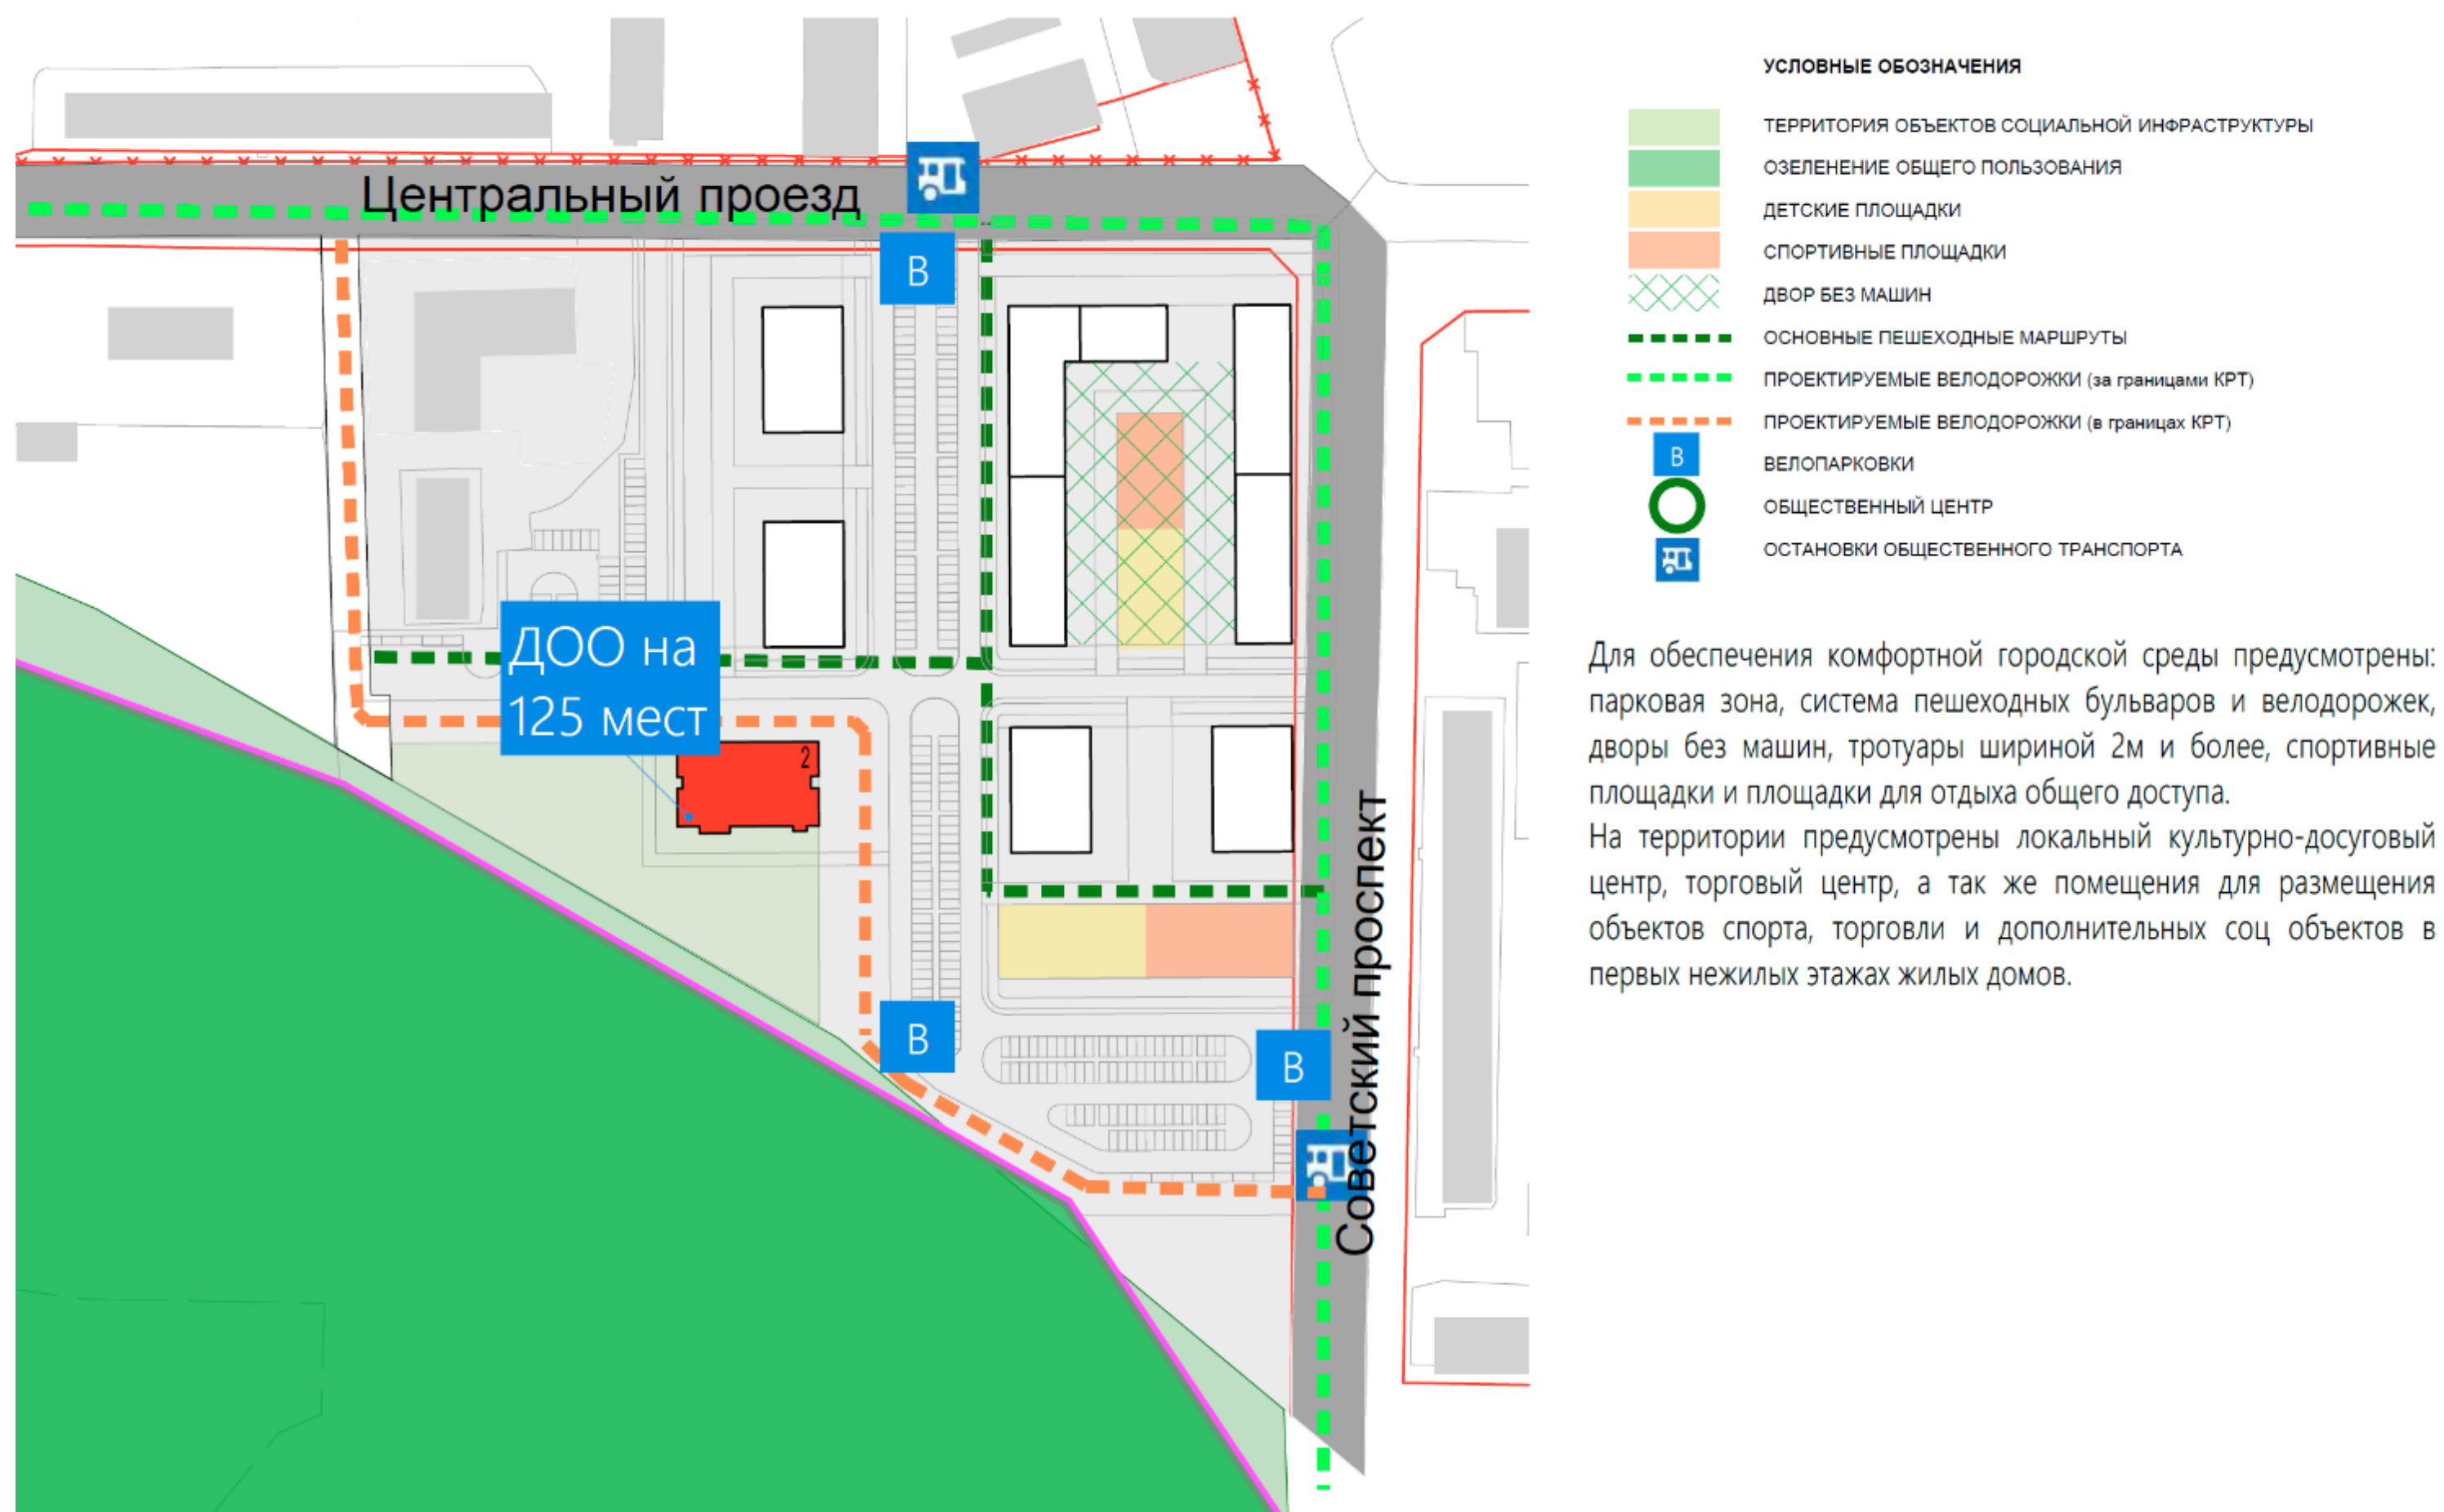 Центральный проезд
В
ДОО на
125 мест
2
В
В
Советский проспект
УСЛОВНЫЕ ОБОЗНАЧЕНИЯ
ТЕРРИТОРИЯ ОБЪЕКТОВ СОЦИАЛЬНОЙ ИНФРАСТРУКТУРЫ
ОЗЕЛЕНЕНИЕ ОБЩЕГО ПОЛЬЗОВАНИЯ
ДЕТСКИЕ ПЛОЩАДКИ
СПОРТИВНЫЕ ПЛОЩАДКИ
ДВОР БЕЗ МАШИН
ОСНОВНЫЕ ПЕШЕХОДНЫЕ МАРШРУТЫ
ПРОЕКТИРУЕМЫЕ ВЕЛОДОРОЖКИ (за границами КРТ)
ПРОЕКТИРУЕМЫЕ ВЕЛОДОРОЖКИ (в границах КРТ)
В ВЕЛОПАРКОВКИ
ОБЩЕСТВЕННЫЙ ЦЕНТР
ОСТАНОВКИ ОБЩЕСТВЕННОГО ТРАНСПОРТА
Для обеспечения комфортной городской среды предусмотрены:
парковая зона, система пешеходных бульваров и велодорожек,
дворы без машин, тротуары шириной 2м и более, спортивные
площадки и площадки для отдыха общего доступа.
На территории предусмотрены локальный культурно-досуговый
центр, торговый центр, а так же помещения для размещения
объектов спорта, торговли и дополнительных соц объектов в
первых нежилых этажах жилых домов.